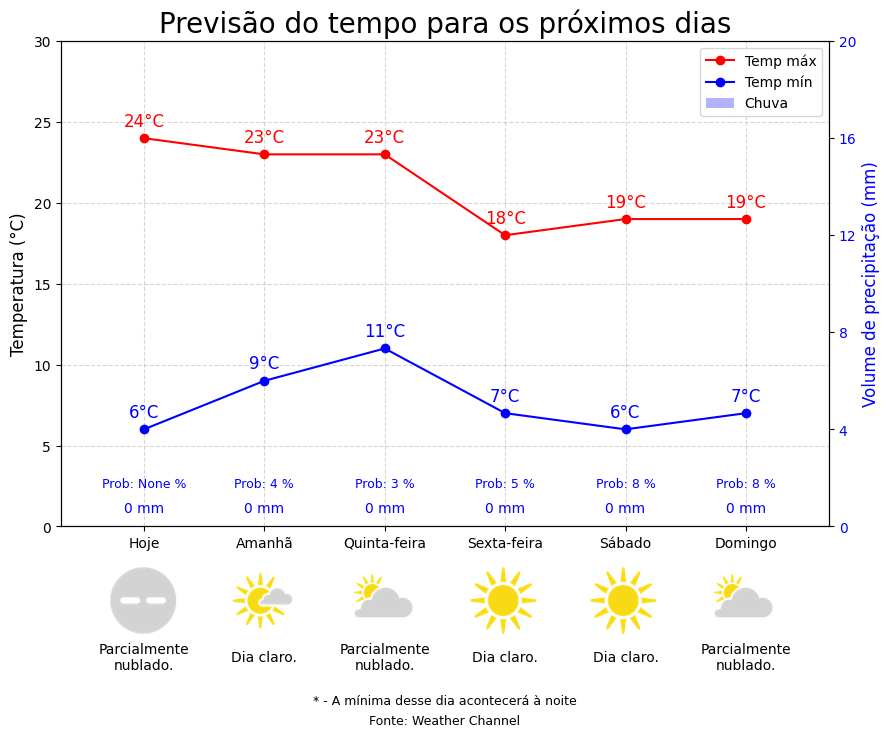 Previsão do tempo para os próximos dias
30
25
20
15
10
5
0
Temperatura (°C)
20
16
12
8
4
0
Volume de precipitação (mm)
Temp máx
Temp mín
Chuva
24°C
23°C
23°C
18°C
19°C
19°C
6°C
9°C
11°C
7°C
6°C
7°C
Prob: None %
Prob: 4 %
Prob: 3 %
Prob: 5 %
Prob: 8 %
Prob: 8 %
0 mm
0 mm
0 mm
0 mm
0 mm
0 mm
Hoje
Amanhã
Quinta-feira
Sexta-feira
Sábado
Domingo
Parcialmente
nublado.
Dia claro.
Parcialmente
nublado.
Dia claro.
Dia claro.
Parcialmente
nublado.
* - A mínima desse dia acontecerá à noite
Fonte: Weather Channel